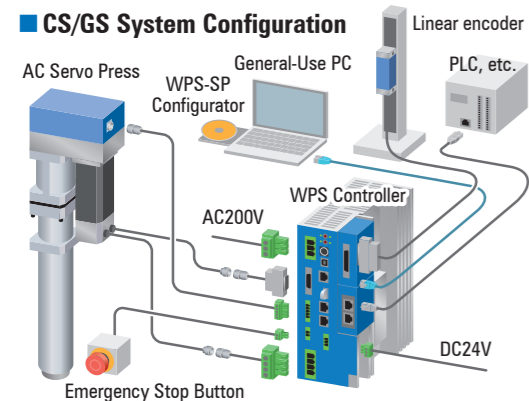 ■ CS/GS System Configuration
Linear encoder
General-Use PC
PLC, etc.
AC Servo Press
WPS-SP
Configurator
WPS Controller
AC200V
DC24V
Emergency Stop Button